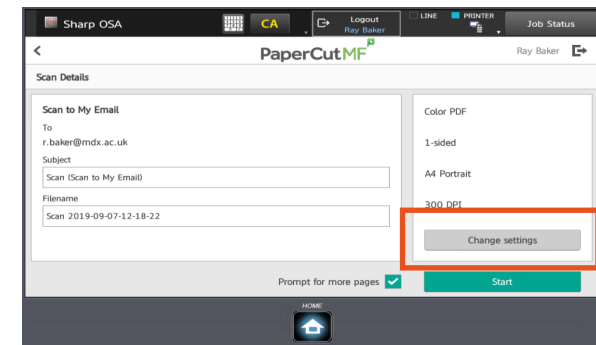 Sharp OSA
CA
Logout
Ray Baker
LINE
PRINTER
Job Status
<
PaperCut MF
P
Ray Baker
Scan Details
Scan to My Email
To
r.baker@mdx.ac.uk
Subject
Scan (Scan to My Email)
Filename
Scan 2019-09-07-12-18-22
Color PDF
1-sided
A4 Portrait
300 DPI
Change settings
Prompt for more pages
Start
HOME